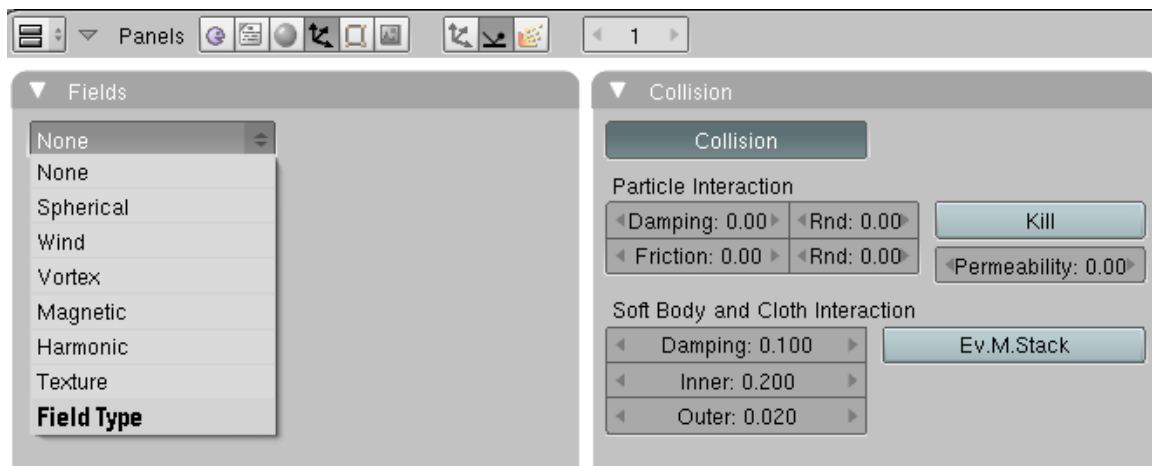 Panels
1
Fields
None
None
Spherical
Wind
Vortex
Magnetic
Harmonic
Texture
Field Type
Collision
Collision
Particle Interaction
Damping: 0.00 Rnd: 0.00 Kill
Friction: 0.00 Rnd: 0.00 Permeability: 0.00
Soft Body and Cloth Interaction
Damping: 0.100 Ev.M.Stack
Inner: 0.200
Outer: 0.020